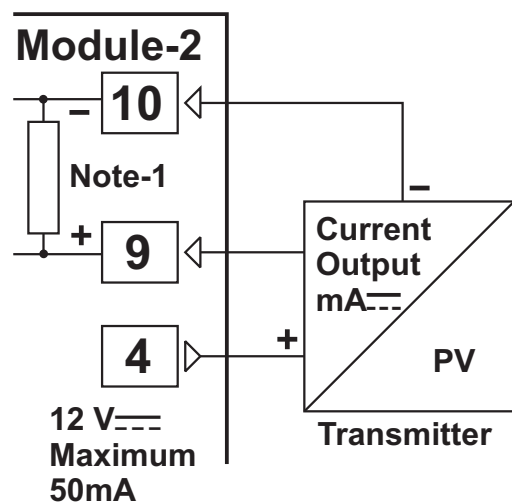 Module-2
10
–
Note-1
+
9
–
Current
Output
mA⎓
+
4
PV
12 V⎓
Maximum
50mA
Transmitter